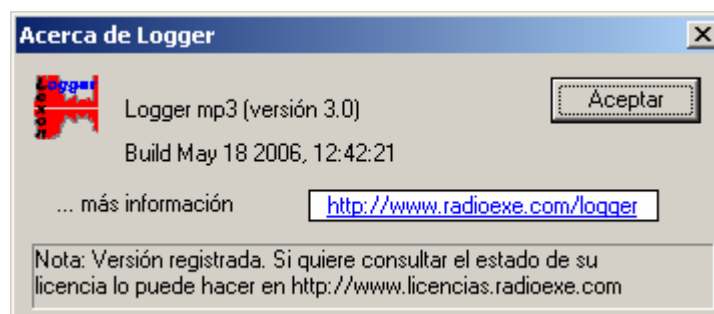 Acerca de Logger
Logger
Aceptar
Logger mp3 (versión 3.0)
Build May 18 2006, 12:42:21
... más información http://www.radioexe.com/logger
Nota: Versión registrada. Si quiere consultar el estado de su
licencia lo puede hacer en http://www.licencias.radioexe.com